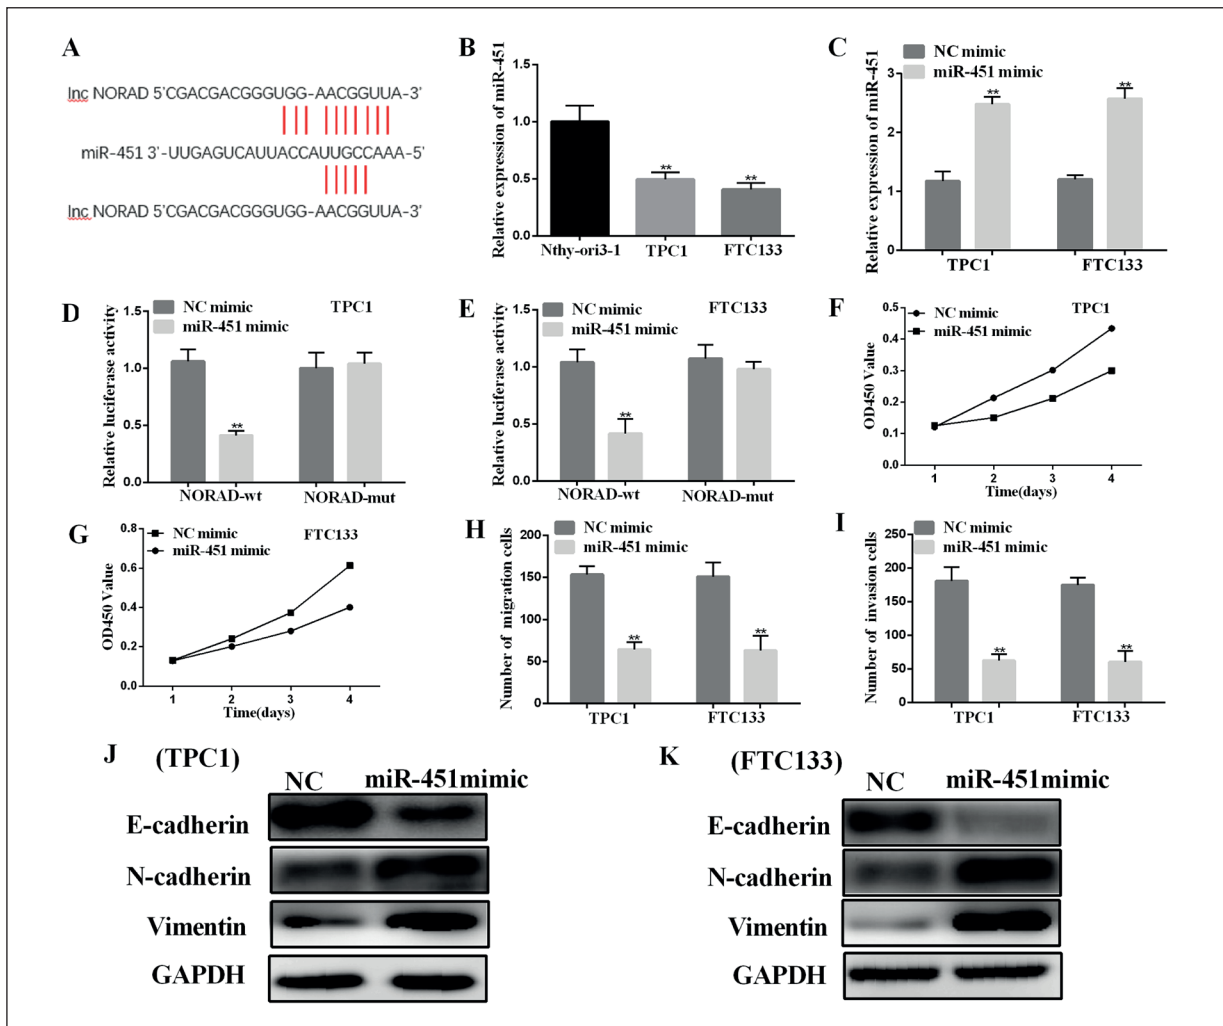 A
lnc NORAD 5'CGACGACGGGUGG-AACGGUUA-3'
miR-451 3'-UUGAGUCAUUACCAUUGCCAAA-5'
lnc NORAD 5'CGACGACGGGUGG-AACGGUUA-3'
B
Relative expression of miR-451
1.5
1.0
0.5
0.0
**
**
Nthy-ori3-1 TPC1 FTC133
C
NC mimic
miR-451 mimic
Relative expression of miR-451
3
2
1
0
**
**
TPC1 FTC133
D
NC mimic
miR-451 mimic
TPC1
Relative luciferase activity
1.5
1.0
0.5
0.0
**
NORAD-wt NORAD-mut
E
NC mimic
miR-451 mimic
FTC133
Relative luciferase activity
1.5
1.0
0.5
0.0
**
NORAD-wt NORAD-mut
F
NC mimic
miR-451 mimic
TPC1
OD450 Value
0.5
0.4
0.3
0.2
0.1
0.0
1 2 3 4
Time(days)
G
NC mimic
miR-451 mimic
FTC133
OD450 Value
0.8
0.6
0.4
0.2
0.0
1 2 3 4
Time(days)
H
NC mimic
miR-451 mimic
Number of migration cells
200
150
100
50
0
**
**
TPC1 FTC133
I
NC mimic
miR-451 mimic
Number of invasion cells
250
200
150
100
50
0
**
**
TPC1 FTC133
J (TPC1)
NC miR-451mimic
E-cadherin
N-cadherin
Vimentin
GAPDH
K (FTC133)
NC miR-451mimic
E-cadherin
N-cadherin
Vimentin
GAPDH